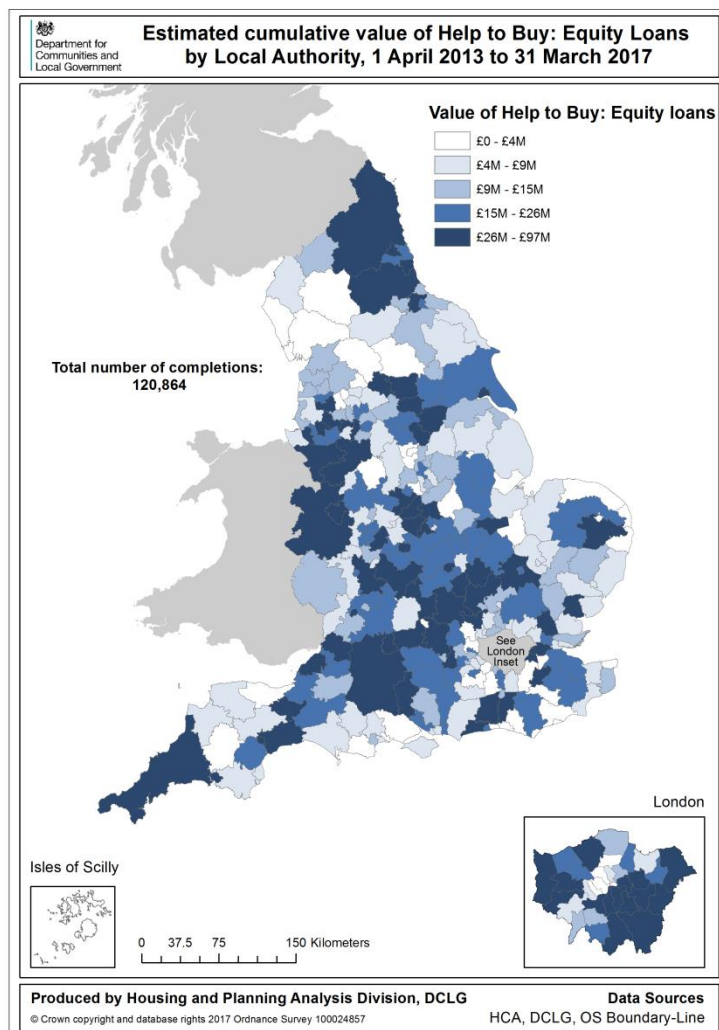 Department for
Communities and
Local Government
Estimated cumulative value of Help to Buy: Equity Loans
by Local Authority, 1 April 2013 to 31 March 2017
Value of Help to Buy: Equity loans
£0 - £4M
£4M - £9M
£9M - £15M
£15M - £26M
£26M - £97M
Total number of completions:
120,864
See
London
Inset
London
Isles of Scilly
0 37.5 75 150 Kilometers
Produced by Housing and Planning Analysis Division, DCLG
© Crown copyright and database rights 2017 Ordnance Survey 100024857
Data Sources
HCA, DCLG, OS Boundary-Line